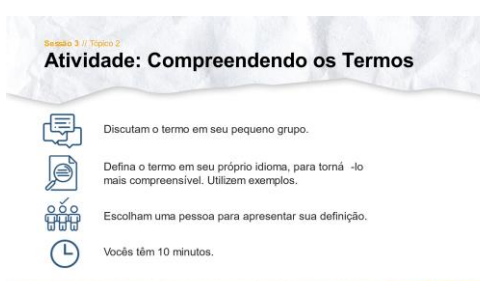 Sessão 3 // Tópico 2
Atividade: Compreendendo os Termos
Discutam o termo em seu pequeno grupo.
Defina o termo em seu próprio idioma, para torná -lo
mais compreensível. Utilizem exemplos.
Escolham uma pessoa para apresentar sua definição.
Vocês têm 10 minutos.